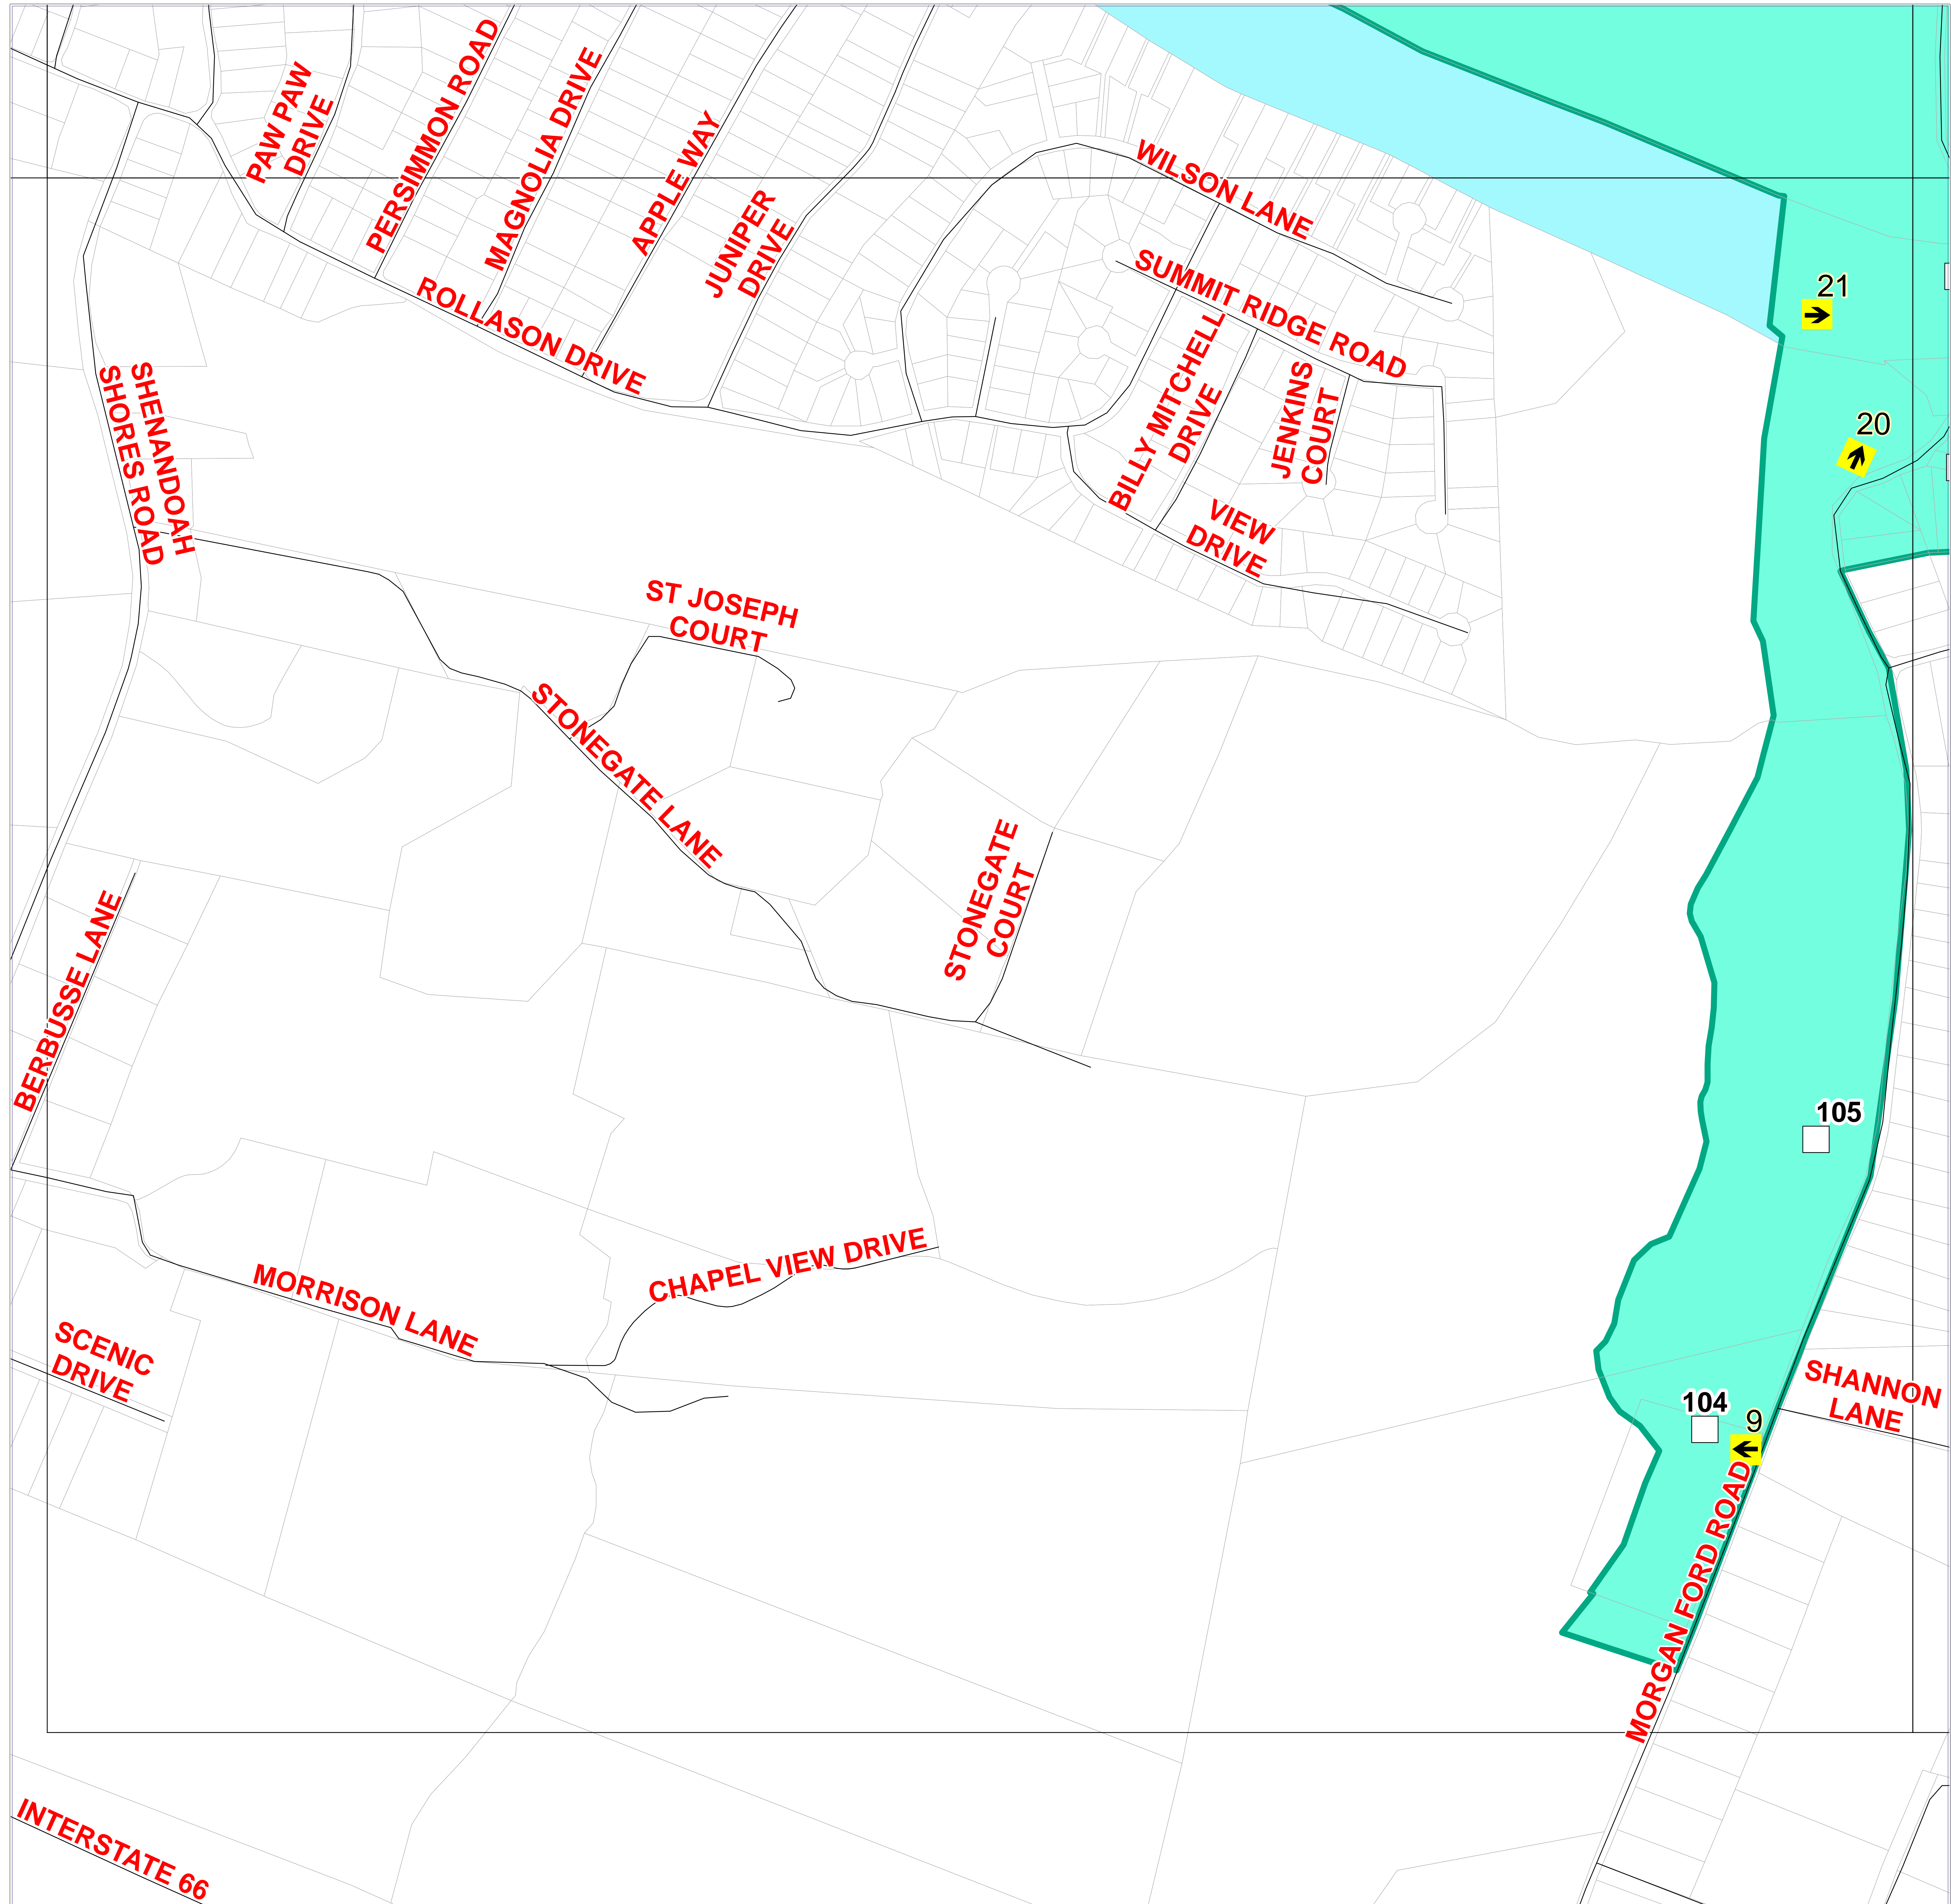 PAW PAW
DRIVE
PERSIMMON ROAD
MAGNOLIA DRIVE
APPLE WAY
JUNIPER
DRIVE
WILSON LANE
SUMMIT RIDGE ROAD
ROLLASON DRIVE
21
20
SHENANDOAH
SHORES ROAD
BILLY MITCHELL
DRIVE
JENKINS
COURT
VIEW
DRIVE
ST JOSEPH
COURT
STONEGATE LANE
STONEGATE
COURT
BERBUSSE LANE
105
CHAPEL VIEW DRIVE
MORRISON LANE
SCENIC
DRIVE
SHANNON
LANE
104
9
MORGAN FORD ROAD
INTERSTATE 66